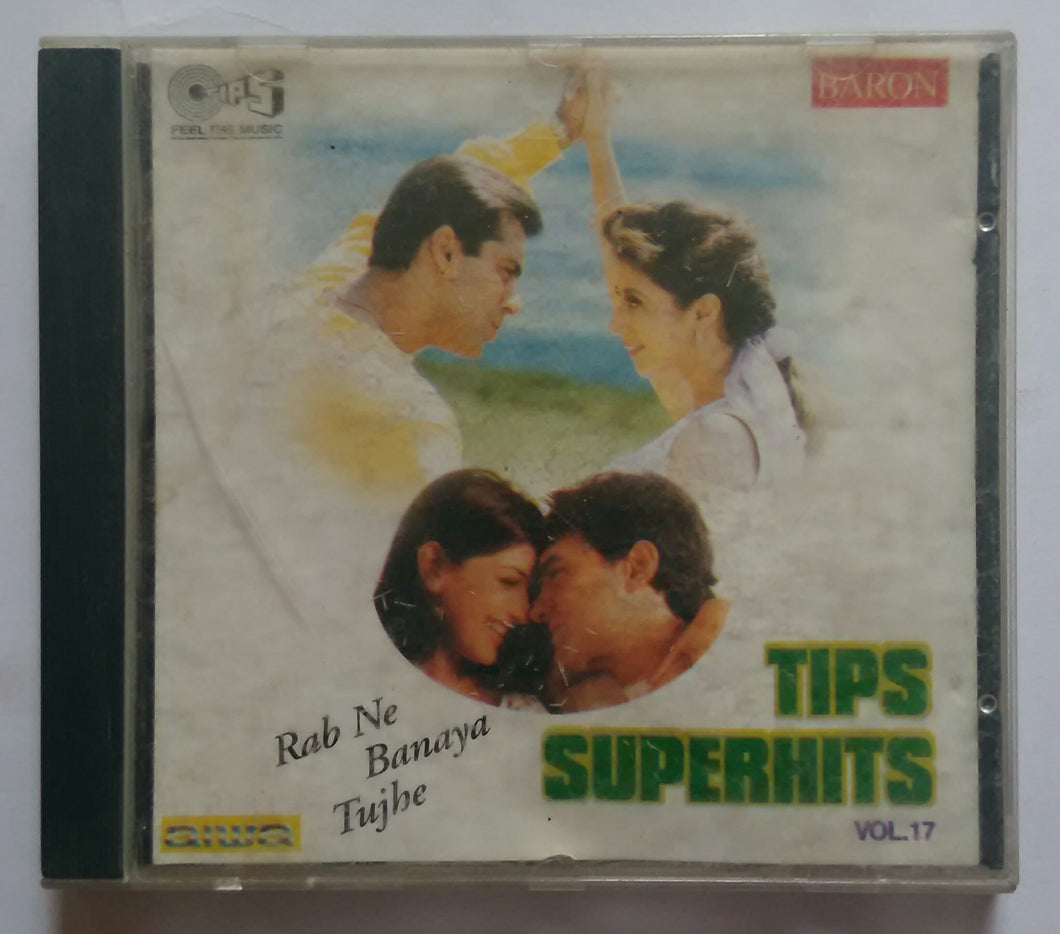 TIPS
FEEL THE MUSIC
BARON
Rab Ne
Banaya
Tujhe
TIPS
SUPERHITS
VOL.17
aiwa